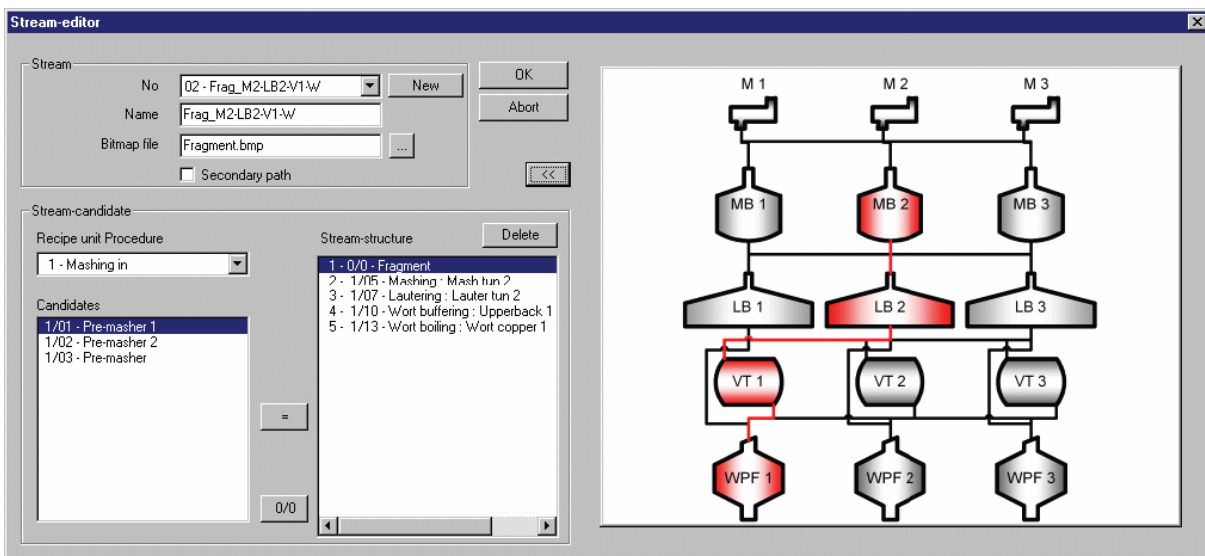 Stream-editor
Stream
No 02 - Frag_M2-LB2-V1-W New
Name Frag_M2-LB2-V1-W
Bitmap file Fragment.bmp ...
Secondary path
OK
Abort
<<
Stream-candidate
Recipe unit Procedure
1 - Mashing in
Candidates
1/01 - Pre-masher 1
1/02 - Pre-masher 2
1/03 - Pre-masher
=
0/0
Stream-structure Delete
1 - 0/0 - Fragment
2 - 1/05 - Mashing : Mash tun 2
3 - 1/07 - Lautering : Lauter tun 2
4 - 1/10 - Wort buffering : Upperback 1
5 - 1/13 - Wort boiling : Wort copper 1
M 1 M 2 M 3
MB 1 MB 2 MB 3
LB 1 LB 2 LB 3
VT 1 VT 2 VT 3
WPF 1 WPF 2 WPF 3